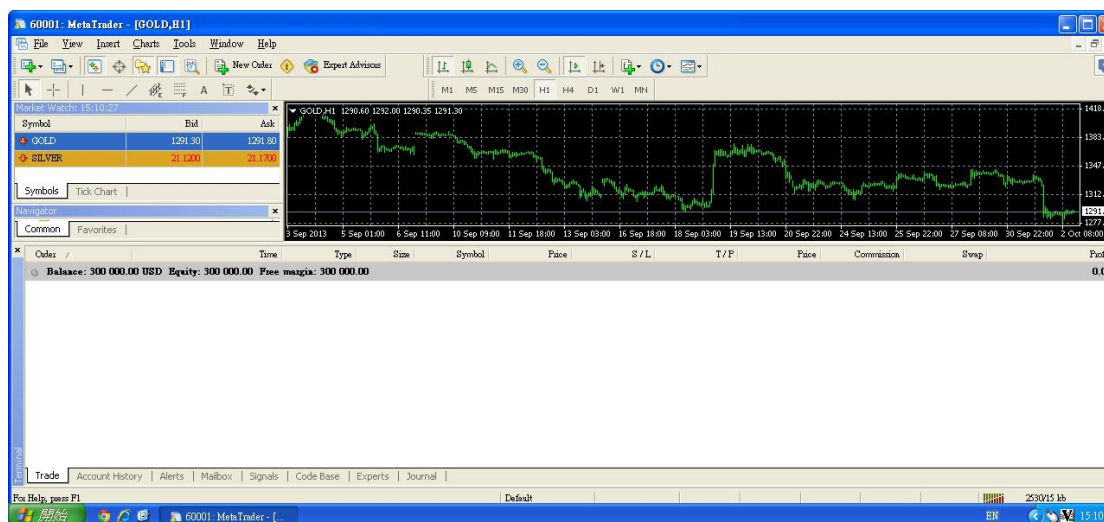 60001: MetaTrader - [GOLD,H1]
File View Insert Charts Tools Window Help
New Order Expert Advisors
A T M1 M5 M15 M30 H1 H4 D1 W1 MN
Market Watch: 15:10:27
Symbol Bid Ask
GOLD 1291.30 1291.80
SILVER 21.1200 21.1700
Symbols Tick Chart
Navigator
Common Favorites
GOLD,H1 1290.60 1292.00 1290.35 1291.30
1418.
1383.
1347.
1312.
1291.
1277.
3 Sep 2013 5 Sep 01:00 6 Sep 11:00 10 Sep 09:00 11 Sep 18:00 13 Sep 03:00 16 Sep 18:00 18 Sep 03:00 19 Sep 13:00 20 Sep 22:00 24 Sep 13:00 25 Sep 22:00 27 Sep 08:00 30 Sep 22:00 2 Oct 08:00
Order / Time Type Size Symbol Price S / L T / P Price Commission Swap Prof
Balance: 300 000.00 USD Equity: 300 000.00 Free margin: 300 000.00 0.0
Terminal
Trade Account History Alerts Mailbox Signals Code Base Experts Journal
For Help, press F1 Default 2530/15 kb
開始 60001: MetaTrader - [... EN 15:10